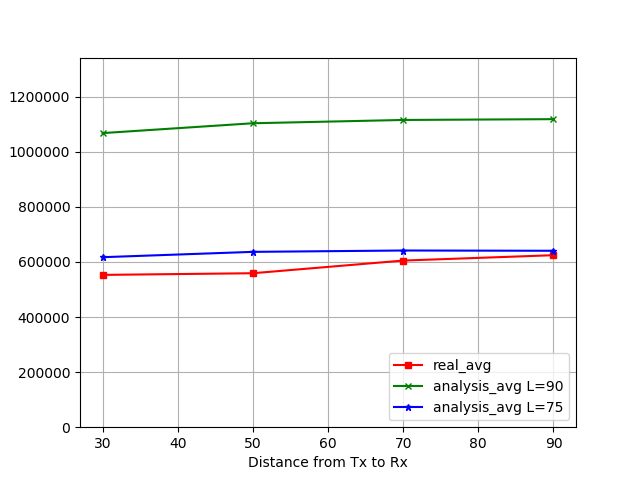 1200000
1000000
800000
600000
400000
200000
0
30 40 50 60 70 80 90
Distance from Tx to Rx
real_avg
analysis_avg L=90
analysis_avg L=75